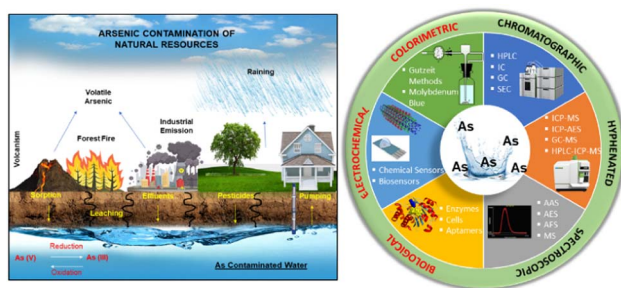 ARSENIC CONTAMINATION OF
NATURAL RESOURCES
Raining
Volatile
Arsenic
Industrial
Emission
Forest Fire
Volcanism
Sorption
Effluents
Pesticides
Pumping
Leaching
Reduction
As (V)
As (III)
Oxidation
As Contaminated Water
COLORIMETRIC
Gutzeit
Methods
Molybdenum
Blue
CHROMATOGRAPHIC
HPLC
IC
GC
SEC
HYPHENATED
ICP-MS
ICP-AES
GC-MS
HPLC-ICP-MS
SPECTROSCOPIC
AAS
AES
AFS
MS
BIOLOGICAL
Enzymes
Cells
Aptamers
ELECTROCHEMICAL
Chemical Sensors
Biosensors
As
As
As
As
As